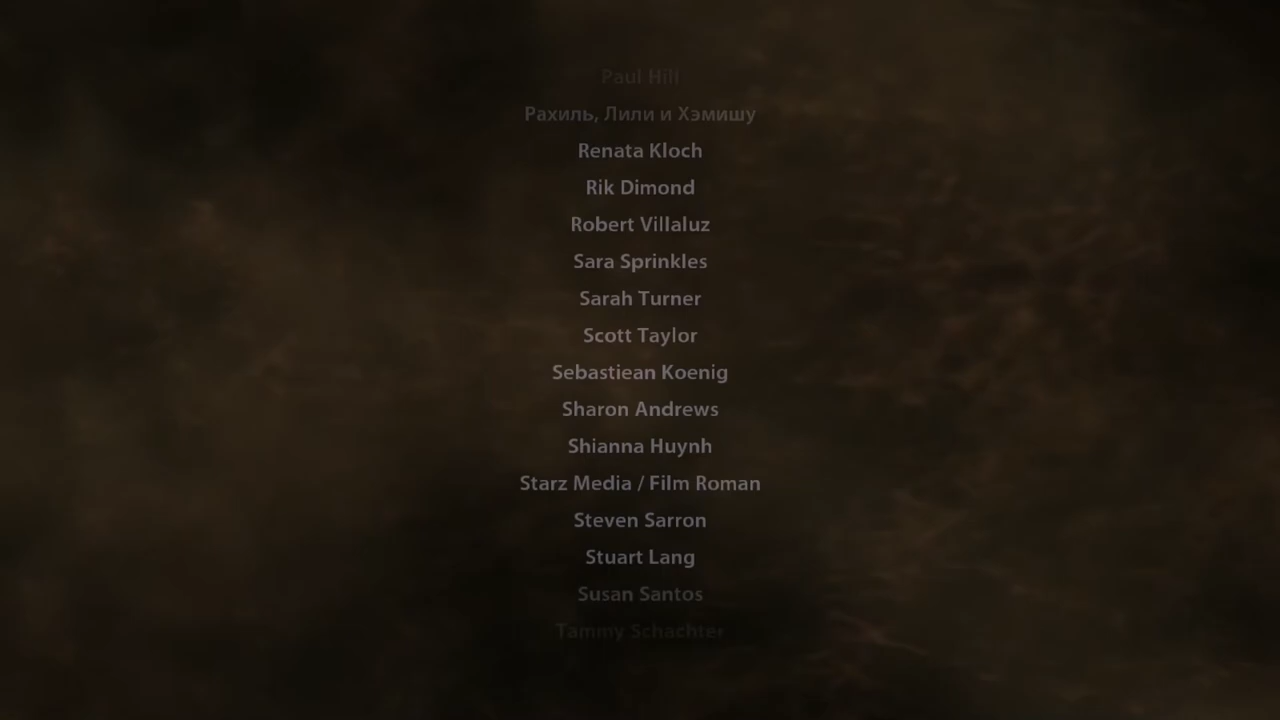 Paul Hill
Рахиль, Лили и Хэмишу
Renata Kloch
Rik Dimond
Robert Villaluz
Sara Sprinkles
Sarah Turner
Scott Taylor
Sebastiean Koenig
Sharon Andrews
Shianna Huynh
Starz Media / Film Roman
Steven Sarron
Stuart Lang
Susan Santos
Tammy Schachter